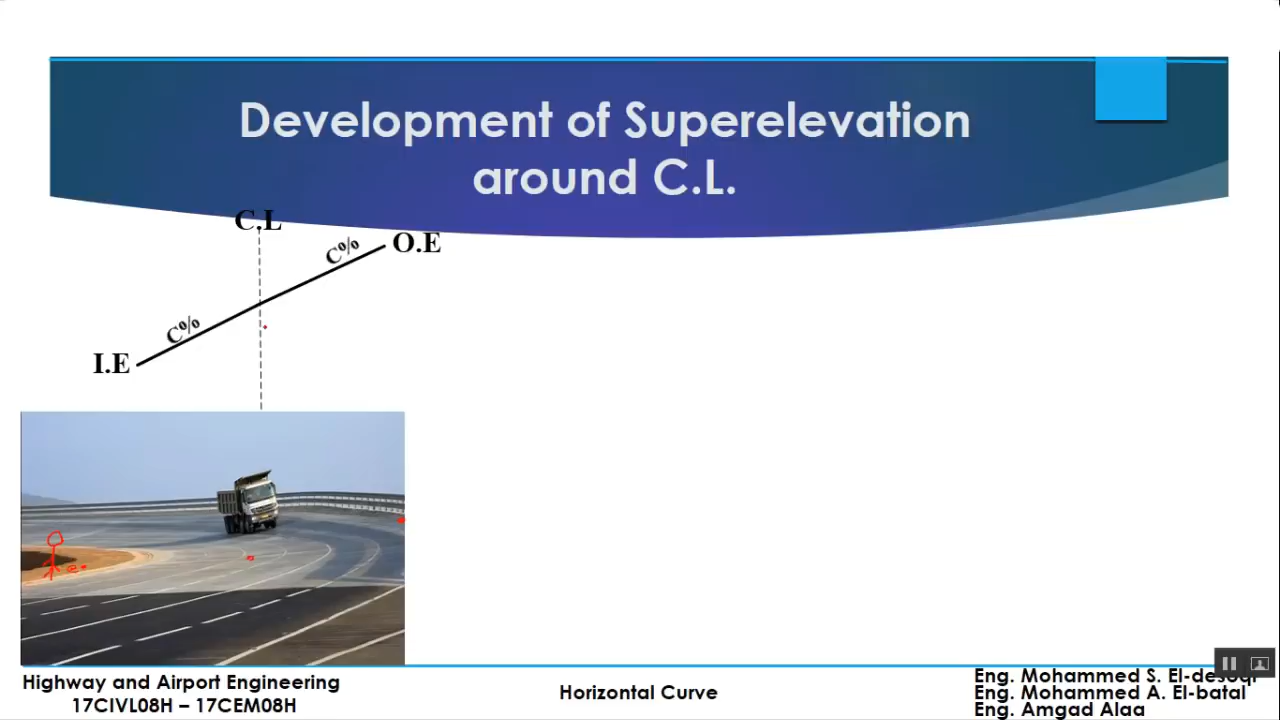 Development of Superelevation
around C.L.
C.L
C%
O.E
C%
I.E
Highway and Airport Engineering
17CIVL08H – 17CEM08H
Horizontal Curve
Eng. Mohammed S. El-desoqi
Eng. Mohammed A. El-batal
Eng. Amgad Alaa